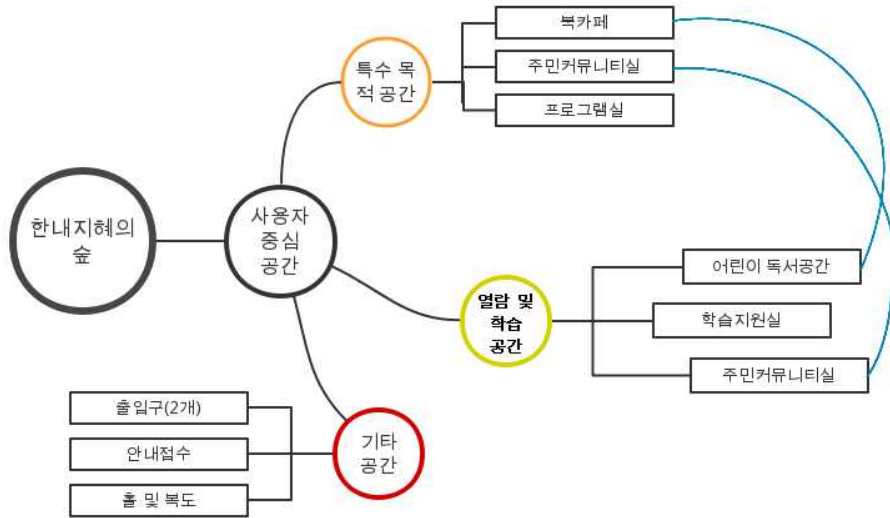 북카페
특수 목
적 공간
주민커뮤니티실
프로그램실
한내지혜의
숲
사용자
중심
공간
어린이 독서공간
열람 및
학습
공간
학습지원실
주민커뮤니티실
출입구(2개)
안내접수
홀 및 복도
기타
공간